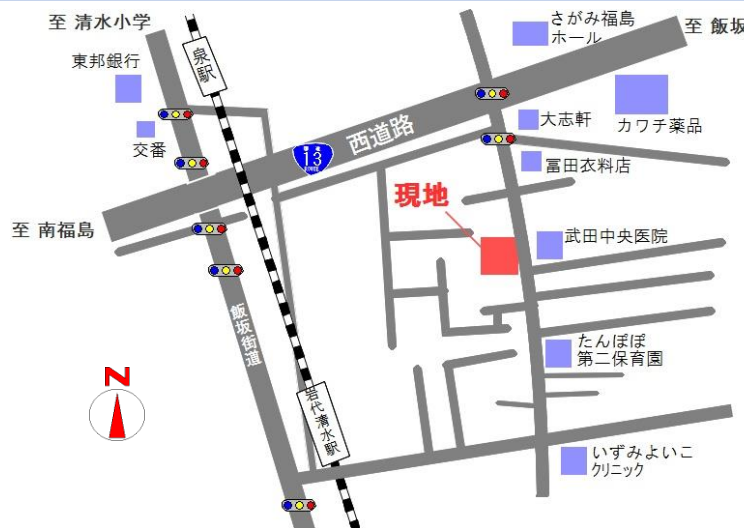 至 清水小学
さがみ福島
ホール
至 飯坂
東邦銀行
泉駅
交番
13
西道路
大志軒
カワチ薬品
冨田衣料店
現地
至 南福島
武田中央医院
飯坂街道
たんぽぽ
第二保育園
N
岩代清水駅
いずみよいこ
クリニック